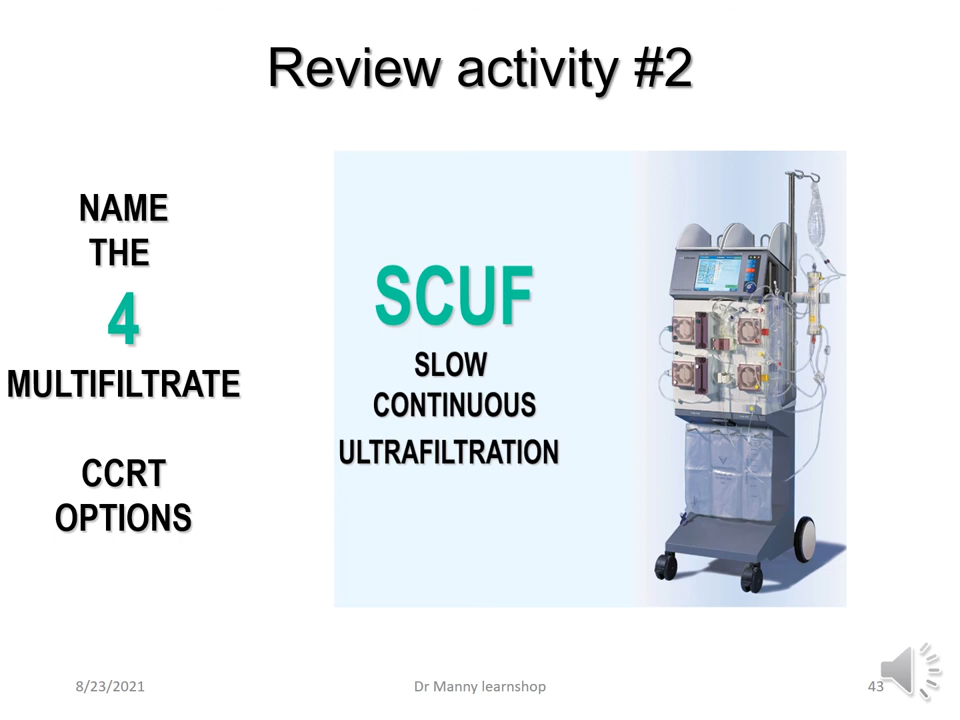 Review activity #2
NAME
THE
4
MULTIFILTRATE
CCRT
OPTIONS
SCUF
SLOW
CONTINUOUS
ULTRAFILTRATION
8/23/2021
Dr Manny learnshop
43